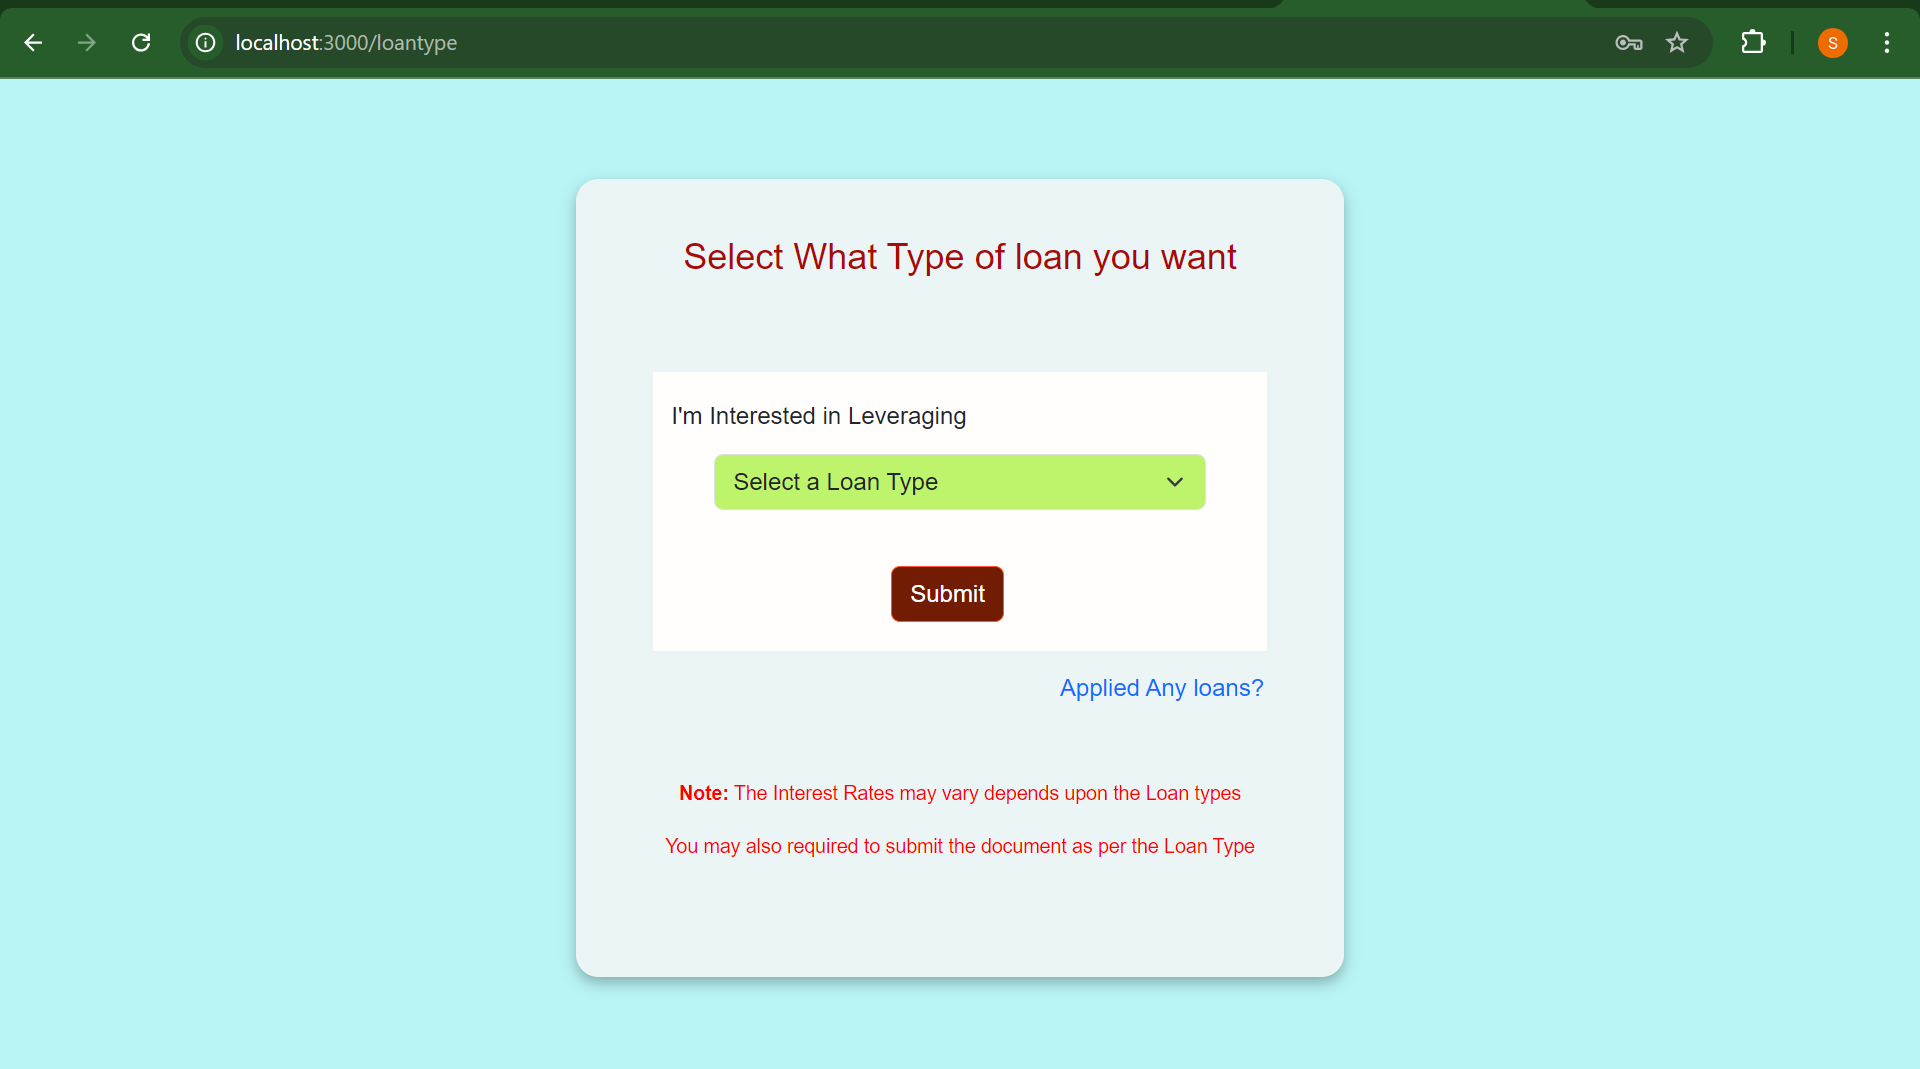 localhost:3000/loantype
S
Select What Type of loan you want
I'm Interested in Leveraging
Select a Loan Type
Submit
Applied Any loans?
Note: The Interest Rates may vary depends upon the Loan types
You may also required to submit the document as per the Loan Type